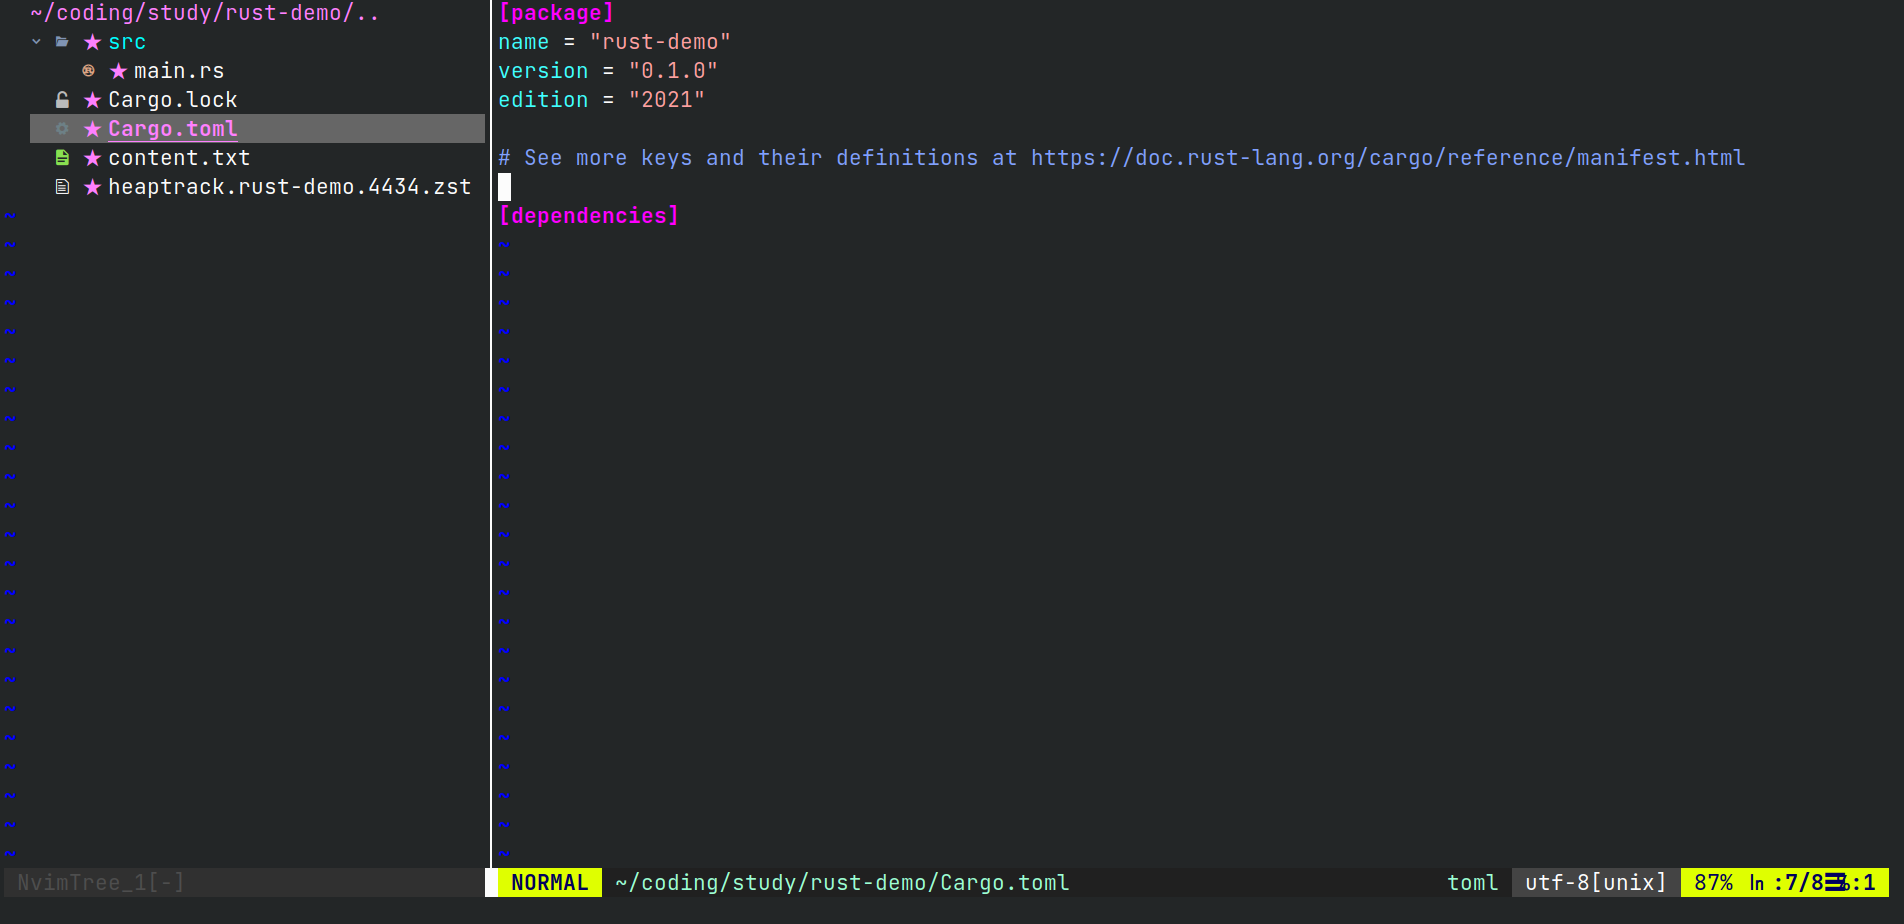 ~/coding/study/rust-demo/..
src
main.rs
Cargo.lock
Cargo.toml
content.txt
heaptrack.rust-demo.4434.zst
[package]
name = "rust-demo"
version = "0.1.0"
edition = "2021"
# See more keys and their definitions at https://doc.rust-lang.org/cargo/reference/manifest.html
[dependencies]
NvimTree_1[-]
NORMAL ~/coding/study/rust-demo/Cargo.toml toml utf-8[unix] 87% ln :7/8☰%:1